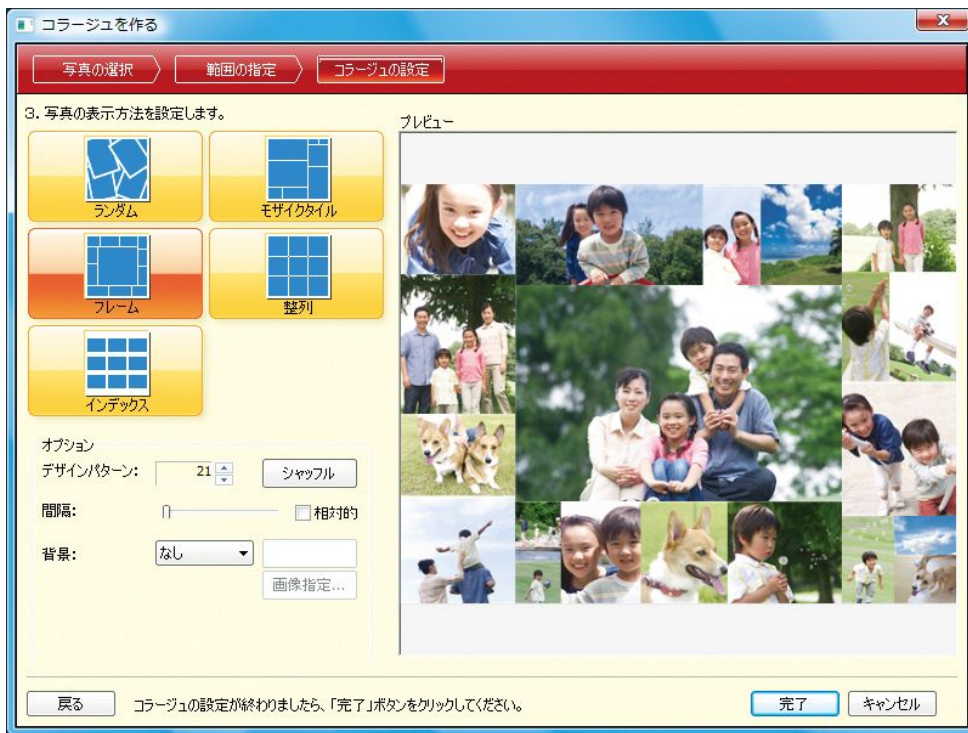 コラージュを作る
写真の選択
範囲の指定
コラージュの設定
3. 写真の表示方法を設定します。
プレビュー
ランダム
モザイクタイル
フレーム
整列
インデックス
オプション
デザインパターン:
21
シャッフル
間隔:
相対的
背景:
なし
画像指定...
戻る
コラージュの設定が終わりましたら、「完了」ボタンをクリックしてください。
完了
キャンセル